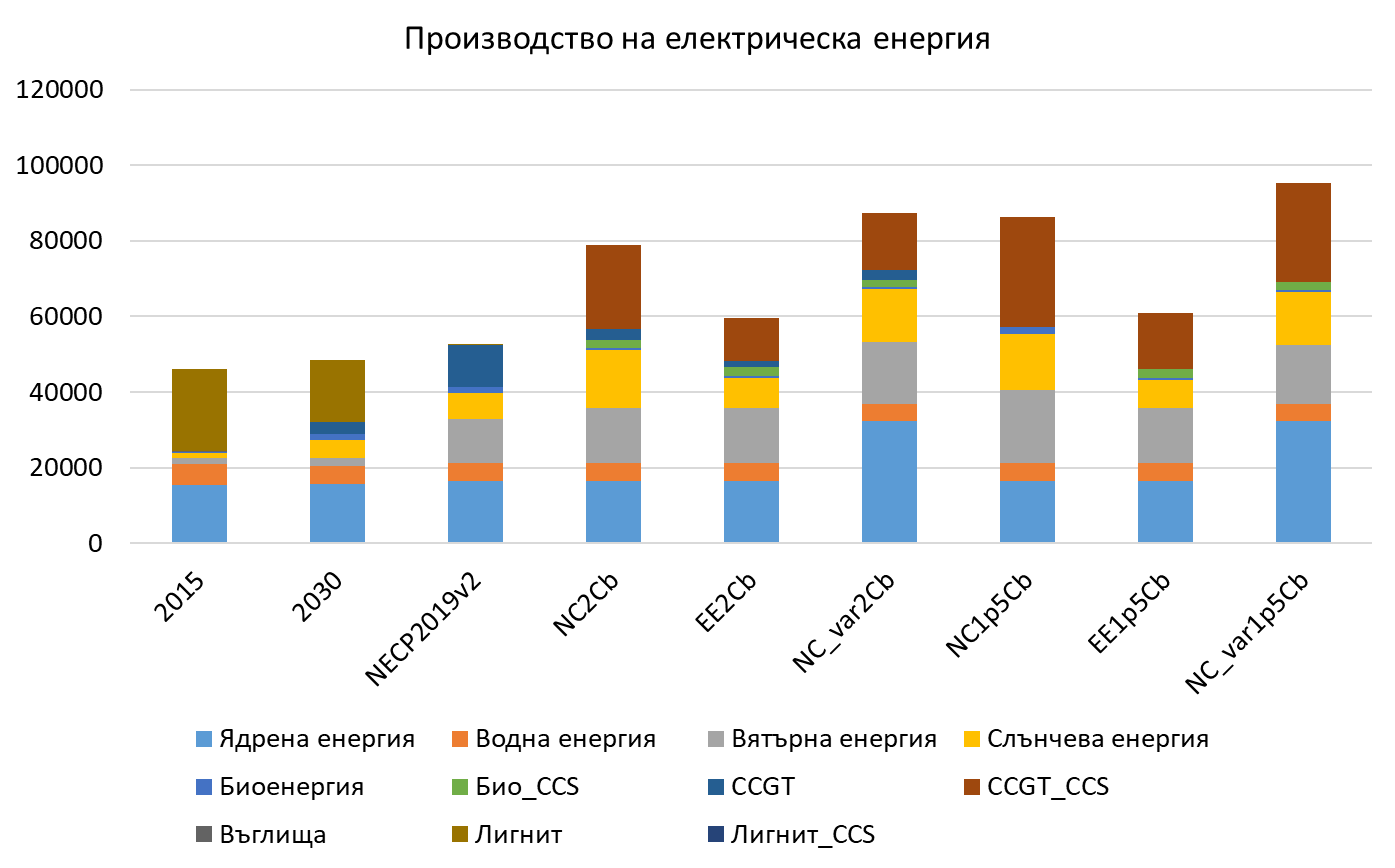 Производство на електрическа енергия
120000
100000
80000
60000
40000
20000
0
2015
2030
NECP2019v2
NC2Cb
EE2Cb
NC_var2Cb
NC1p5Cb
EE1p5Cb
NC_var1p5Cb
Ядрена енергия
Водна енергия
Вятърна енергия
Слънчева енергия
Биоенергия
Био_CCS
CCGT
CCGT_CCS
Въглища
Лигнит
Лигнит_CCS